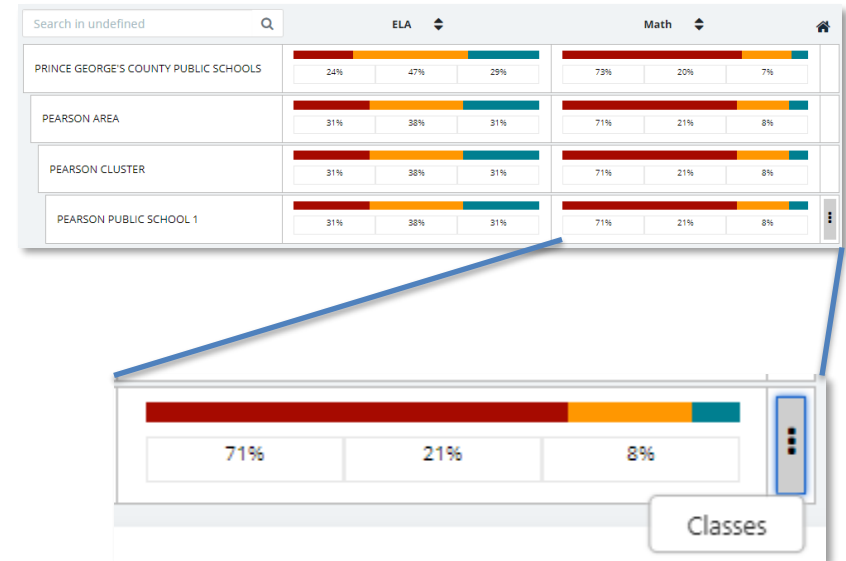 Search in undefined ELA Math
PRINCE GEORGE'S COUNTY PUBLIC SCHOOLS 24% 47% 29% 73% 20% 7%
PEARSON AREA 31% 38% 31% 71% 21% 8%
PEARSON CLUSTER 31% 38% 31% 71% 21% 8%
PEARSON PUBLIC SCHOOL 1 31% 38% 31% 71% 21% 8%
71% 21% 8%
Classes